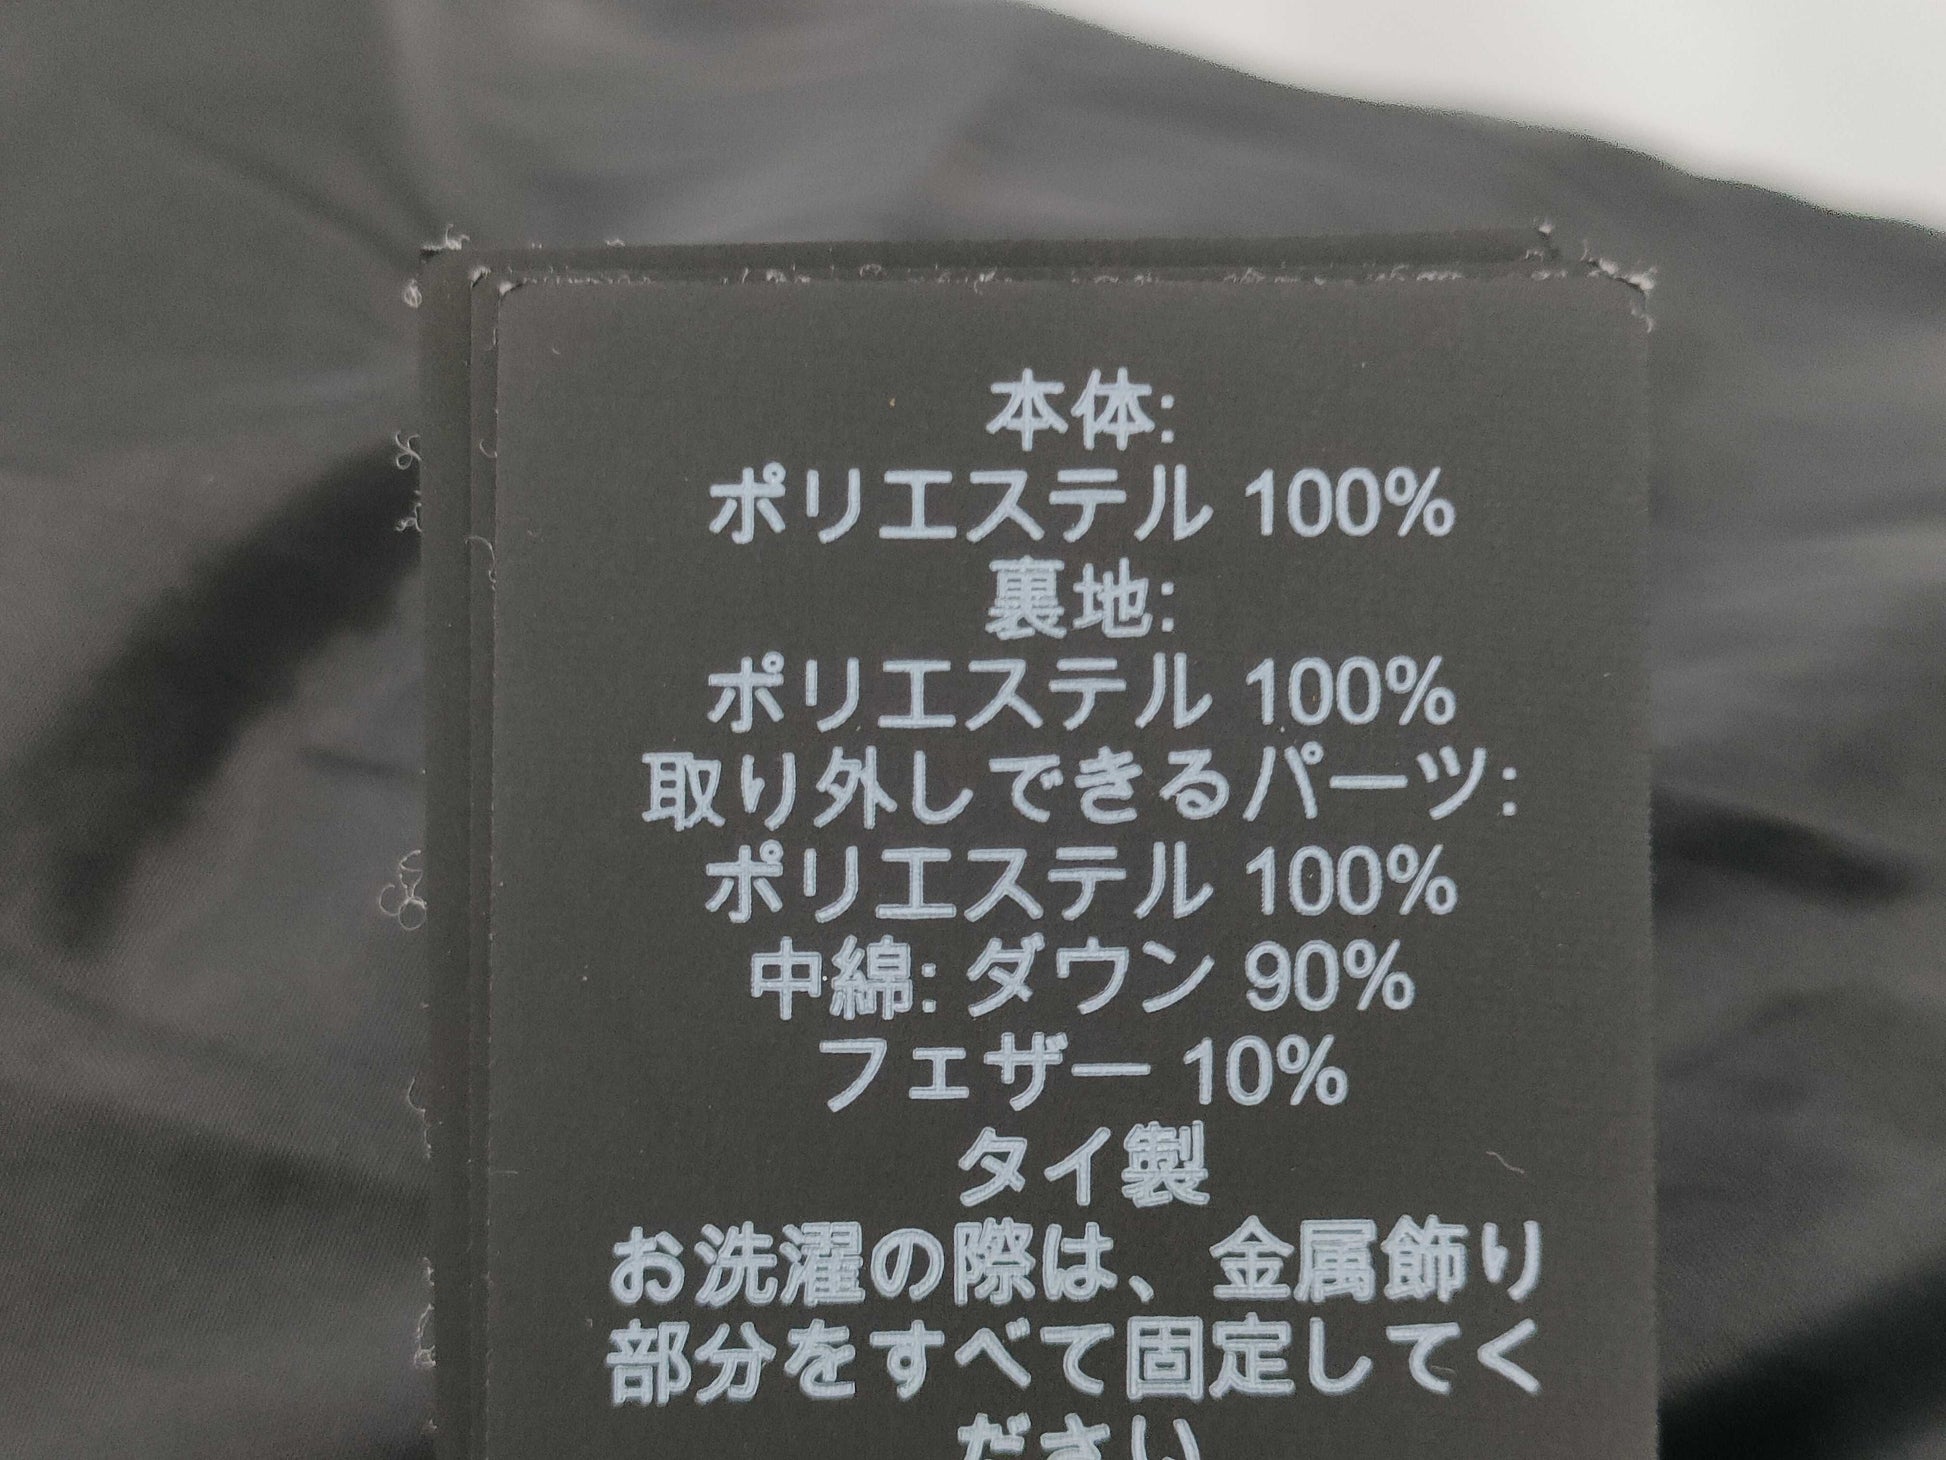 本体:
ポリエステル 100%
裏地:
ポリエステル 100%
取り外しできるパーツ:
ポリエステル 100%
中綿: ダウン 90%
フェザー 10%
タイ製
お洗濯の際は、金属飾り
部分をすべて固定してく
ださい